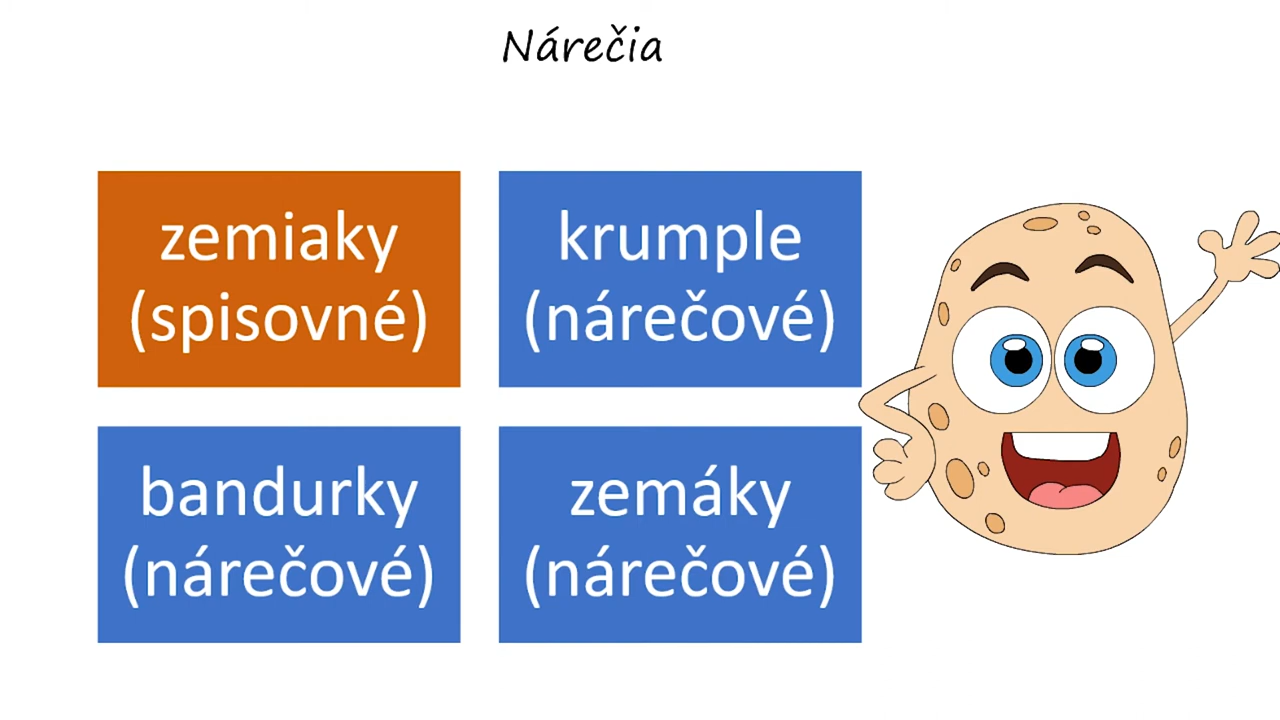 Nárečia
zemiaky
(spisovné)
krumple
(nárečové)
bandurky
(nárečové)
zemáky
(nárečové)